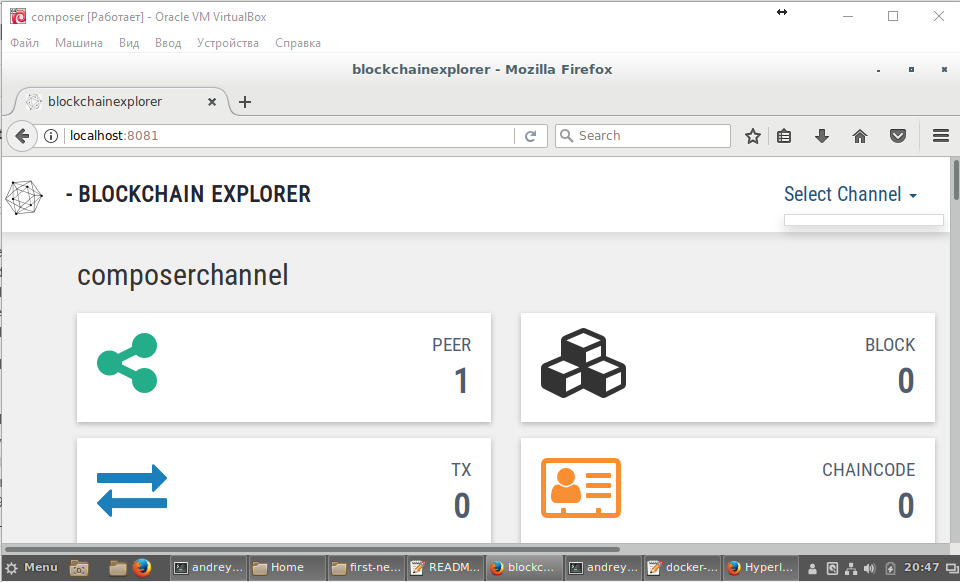 composer [Работает] - Oracle VM VirtualBox
Файл Машина Вид Ввод Устройства Справка
blockchainexplorer - Mozilla Firefox
blockchainexplorer
localhost:8081 Search
- BLOCKCHAIN EXPLORER Select Channel
composerchannel
PEER
1
BLOCK
0
TX
0
CHAINCODE
0
Menu andrey... Home first-ne... READM... blockc... andrey... docker-... Hyperl... 20:47